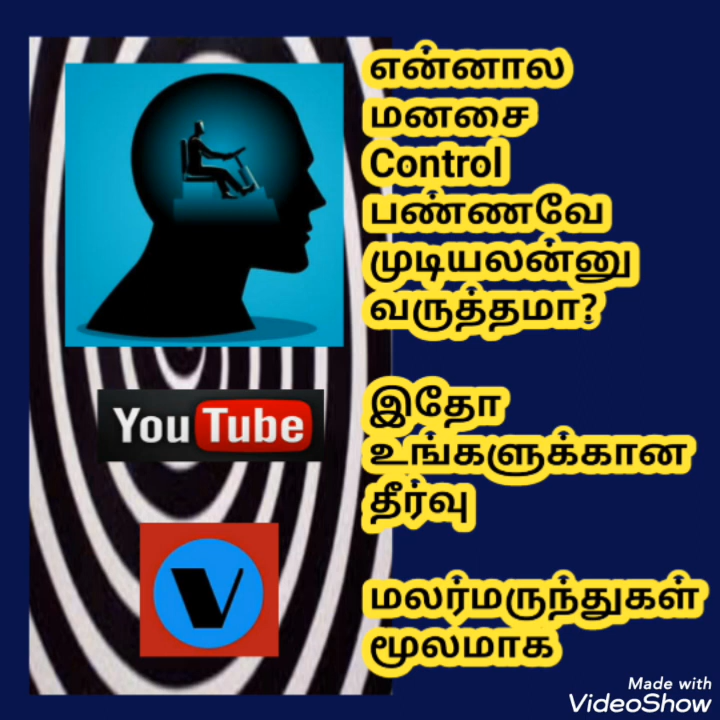 என்னால
மனசை
Control
பண்ணவே
முடியலன்னு
வருத்தமா?
இதோ
உங்களுக்கான
தீர்வு
மலர்மருந்துகள்
மூலமாக
YouTube
V
Made with
VideoShow